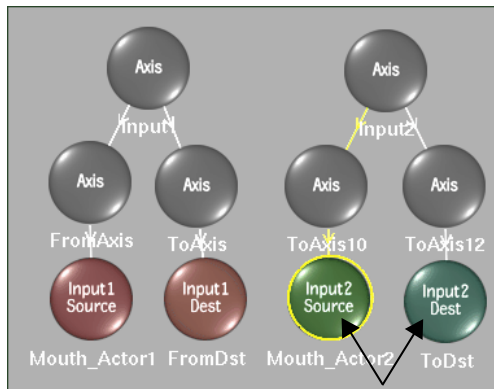 Axis
Axis
Input1
Input2
Axis
Axis
Axis
Axis
FromAxis
ToAxis
ToAxis10
ToAxis12
Input1
Source
Input1
Dest
Input2
Source
Input2
Dest
Mouth_Actor1
FromDst
Mouth_Actor2
ToDst